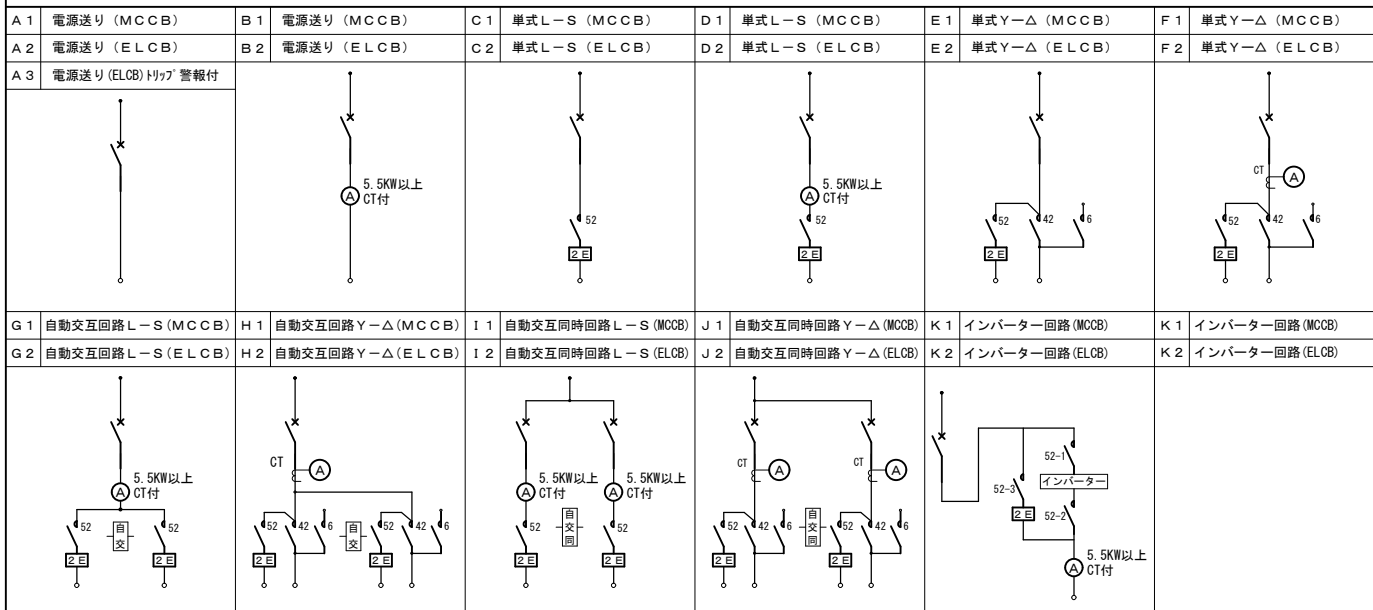 A1 電源送り（MCCB） B1 電源送り（MCCB） C1 単式L－S（MCCB） D1 単式L－S（MCCB） E1 単式Y－△（MCCB） F1 単式Y－△（MCCB）
A2 電源送り（ELCB） B2 電源送り（ELCB） C2 単式L－S（ELCB） D2 単式L－S（ELCB） E2 単式Y－△（ELCB） F2 単式Y－△（ELCB）
A3 電源送り(ELCB)ﾄﾘｯﾌﾟ警報付
A 5.5KW以上
CT付
52
2E
A 5.5KW以上
CT付
52
2E
52 42 6
2E
CT A
52 42 6
2E
G1 自動交互回路L－S(MCCB) H1 自動交互回路Y－△(MCCB) I1 自動交互同時回路L－S(MCCB) J1 自動交互同時回路Y－△(MCCB) K1 インバーター回路(MCCB) K1 インバーター回路(MCCB)
G2 自動交互回路L－S(ELCB) H2 自動交互回路Y－△(ELCB) I2 自動交互同時回路L－S(ELCB) J2 自動交互同時回路Y－△(ELCB) K2 インバーター回路(ELCB) K2 インバーター回路(ELCB)
A 5.5KW以上
CT付
52 自交 52
2E 2E
CT A
52 42 6 自交 52 42 6
2E 2E
A 5.5KW以上
CT付
A 5.5KW以上
CT付
52 自交同 52
2E 2E
CT A CT A
52 42 6 自交同 52 42 6
2E 2E
52-1
インバーター
52-3
2E
52-2
A 5.5KW以上
CT付